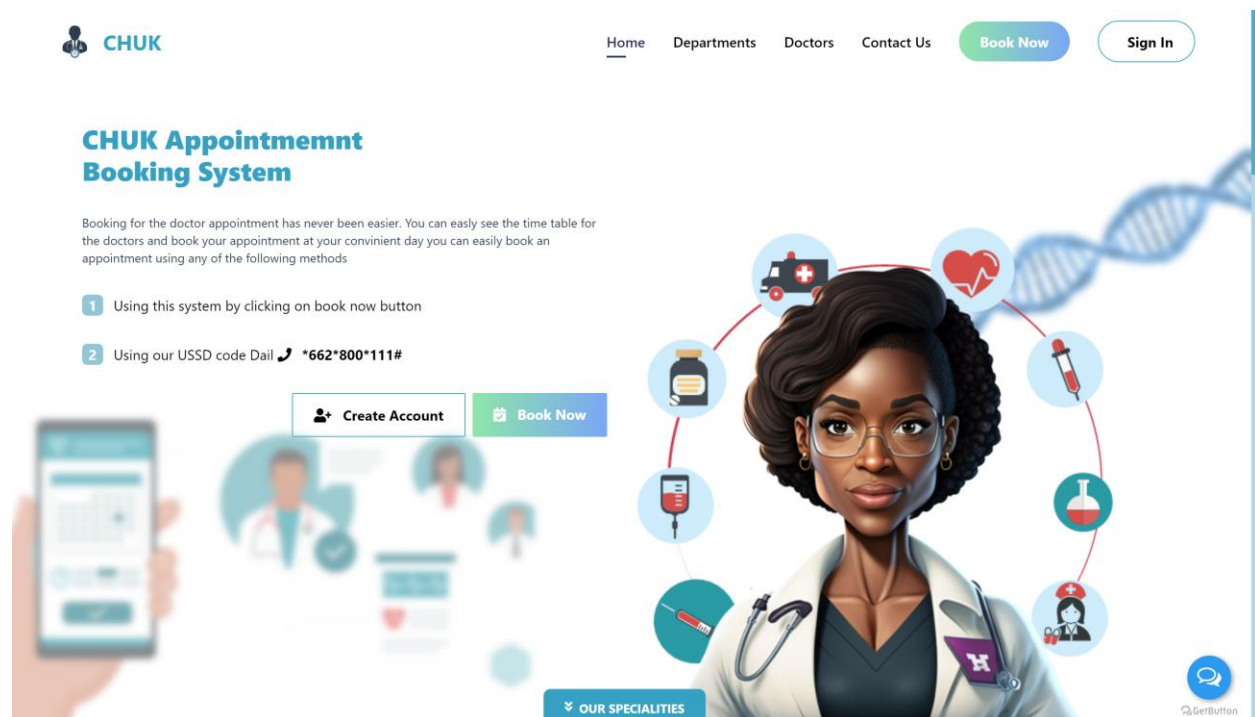 CHUK
Home Departments Doctors Contact Us Book Now Sign In
CHUK Appointmemnt
Booking System
Booking for the doctor appointment has never been easier. You can easly see the time table for
the doctors and book your appointment at your convinient day you can easily book an
appointment using any of the following methods
1 Using this system by clicking on book now button
2 Using our USSD code Dail *662*800*111#
Create Account Book Now
H
OUR SPECIALITIES
GetButton